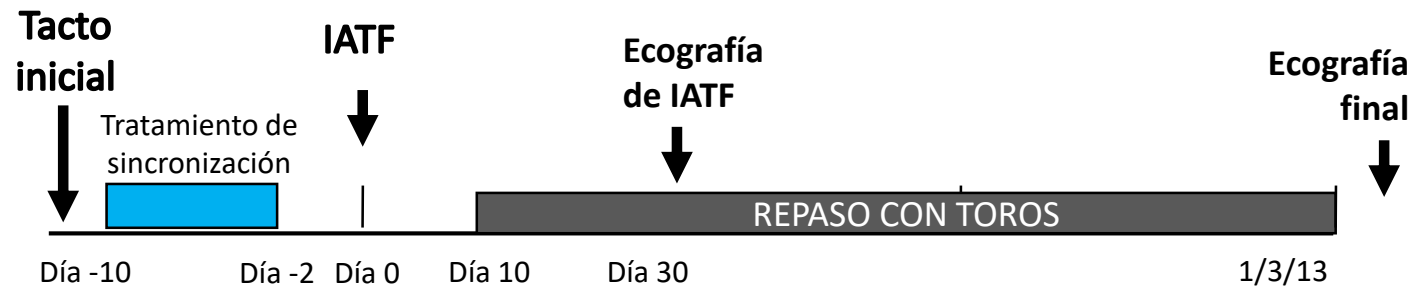 Tacto
inicial
IATF
Ecografía
de IATF
Ecografía
final
Tratamiento de
sincronización
REPASO CON TOROS
Día -10
Día -2
Día 0
Día 10
Día 30
1/3/13